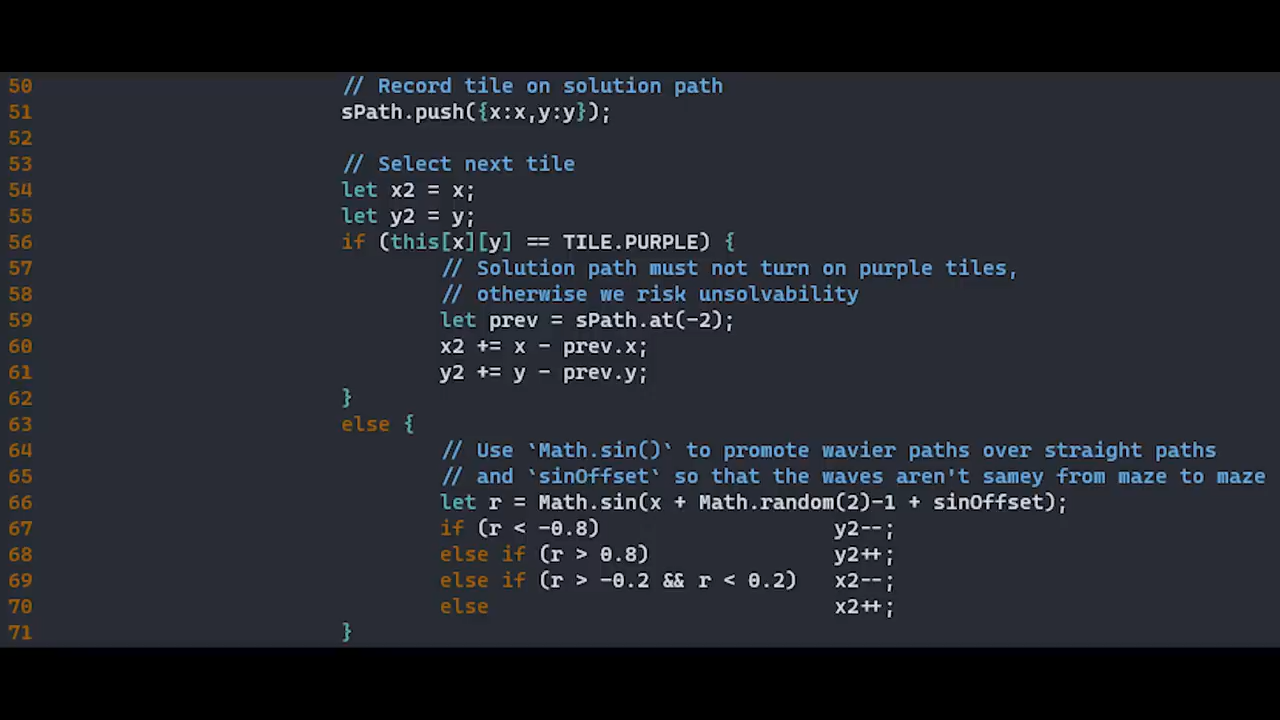 50 // Record tile on solution path
51 sPath.push({x:x,y:y});
52
53 // Select next tile
54 let x2 = x;
55 let y2 = y;
56 if (this[x][y] == TILE.PURPLE) {
57 // Solution path must not turn on purple tiles,
58 // otherwise we risk unsolvability
59 let prev = sPath.at(-2);
60 x2 += x - prev.x;
61 y2 += y - prev.y;
62 }
63 else {
64 // Use `Math.sin()` to promote wavier paths over straight paths
65 // and `sinOffset` so that the waves aren't samey from maze to maze
66 let r = Math.sin(x + Math.random(2)-1 + sinOffset);
67 if (r < -0.8) y2--;
68 else if (r > 0.8) y2++;
69 else if (r > -0.2 && r < 0.2) x2--;
70 else x2++;
71 }